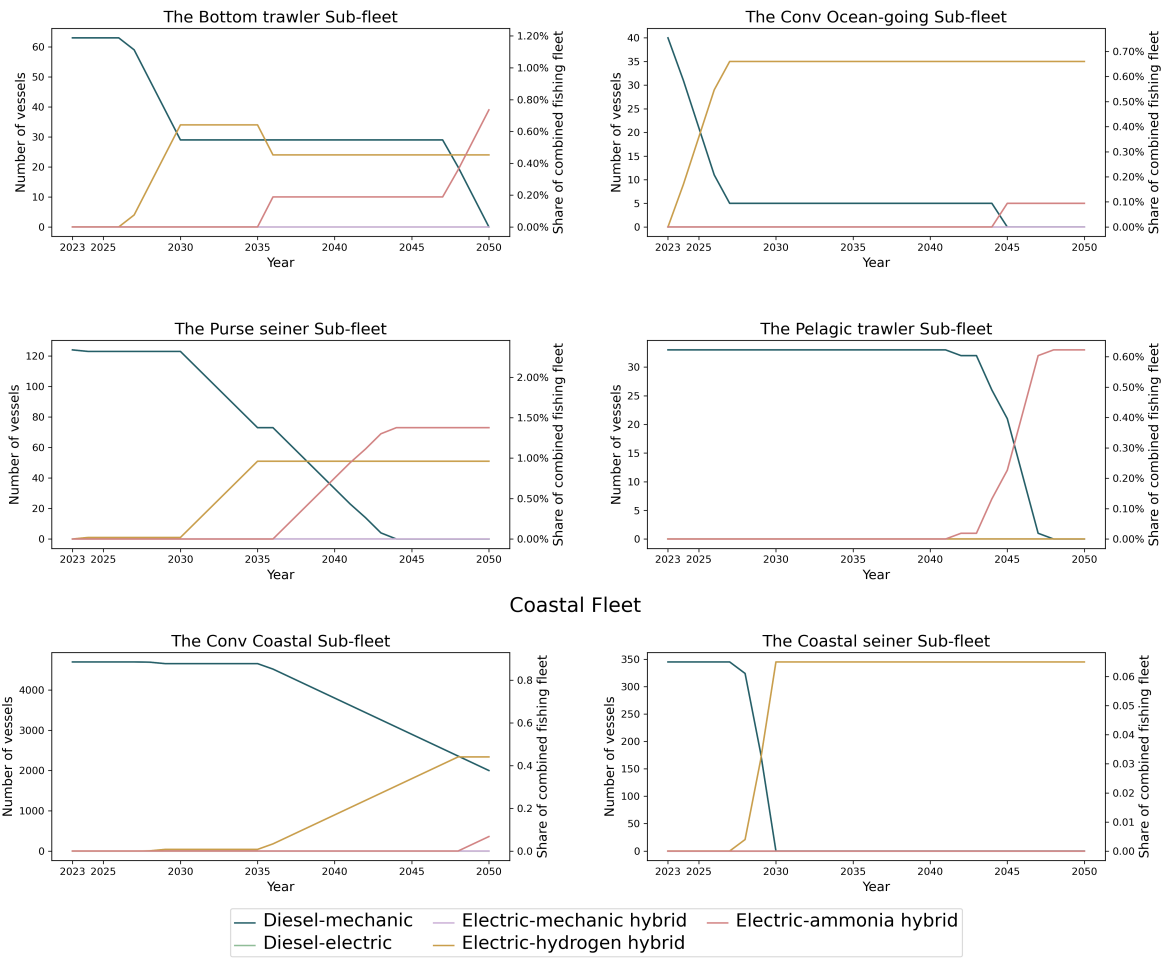 The Bottom trawler Sub-fleet
Number of vessels
60
50
40
30
20
10
0
1.20%
1.00%
0.80%
0.60%
0.40%
0.20%
0.00%
Share of combined fishing fleet
2023 2025 2030 2035 2040 2045 2050
Year
The Conv Ocean-going Sub-fleet
Number of vessels
40
35
30
25
20
15
10
5
0
0.70%
0.60%
0.50%
0.40%
0.30%
0.20%
0.10%
0.00%
Share of combined fishing fleet
2023 2025 2030 2035 2040 2045 2050
Year
The Purse seiner Sub-fleet
Number of vessels
120
100
80
60
40
20
0
2.00%
1.50%
1.00%
0.50%
0.00%
Share of combined fishing fleet
2023 2025 2030 2035 2040 2045 2050
Year
The Pelagic trawler Sub-fleet
Number of vessels
30
25
20
15
10
5
0
0.60%
0.50%
0.40%
0.30%
0.20%
0.10%
0.00%
Share of combined fishing fleet
2023 2025 2030 2035 2040 2045 2050
Year
Coastal Fleet
The Conv Coastal Sub-fleet
Number of vessels
4000
3000
2000
1000
0
0.8
0.6
0.4
0.2
0.0
Share of combined fishing fleet
2023 2025 2030 2035 2040 2045 2050
Year
The Coastal seiner Sub-fleet
Number of vessels
350
300
250
200
150
100
50
0
0.06
0.05
0.04
0.03
0.02
0.01
0.00
Share of combined fishing fleet
2023 2025 2030 2035 2040 2045 2050
Year
Diesel-mechanic
Diesel-electric
Electric-mechanic hybrid
Electric-hydrogen hybrid
Electric-ammonia hybrid